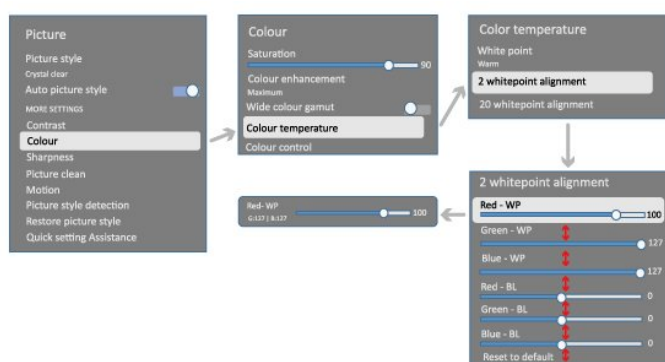 Picture
Picture style
Crystal clear
Auto picture style
MORE SETTINGS
Contrast
Colour
Sharpness
Picture clean
Motion
Picture style detection
Restore picture style
Quick setting Assistance
Colour
Saturation
90
Colour enhancement
Maximum
Wide colour gamut
Colour temperature
Colour control
Color temperature
White point
Warm
2 whitepoint alignment
20 whitepoint alignment
2 whitepoint alignment
Red - WP
100
Green - WP
127
Blue - WP
127
Red - BL
0
Green - BL
0
Blue - BL
0
Reset to default
Red- WP
G:127 | B:127
100